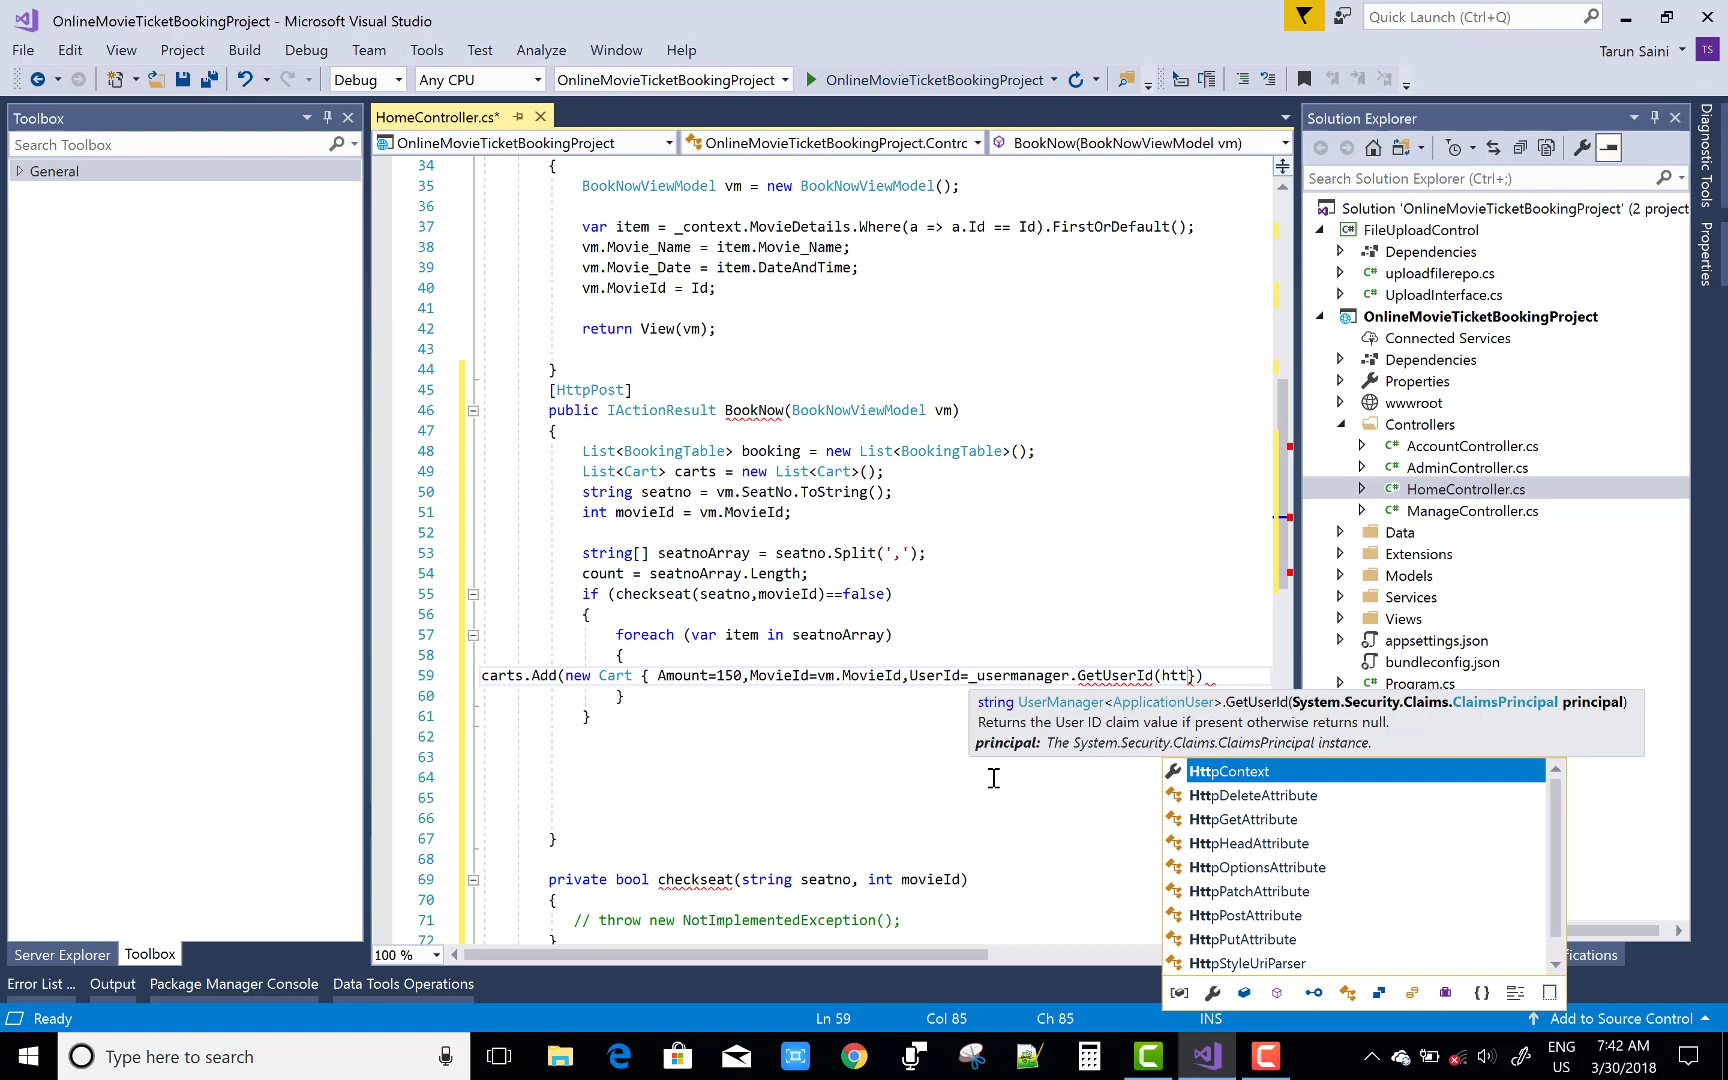 OnlineMovieTicketBookingProject - Microsoft Visual Studio
Quick Launch (Ctrl+Q)
File Edit View Project Build Debug Team Tools Test Analyze Window Help
Tarun Saini
TS
Debug
Any CPU
OnlineMovieTicketBookingProject
OnlineMovieTicketBookingProject
Toolbox
Search Toolbox
General
HomeController.cs*
OnlineMovieTicketBookingProject
OnlineMovieTicketBookingProject.Contrc
BookNow(BookNowViewModel vm)
34 {
35 BookNowViewModel vm = new BookNowViewModel();
36
37 var item = _context.MovieDetails.Where(a => a.Id == Id).FirstOrDefault();
38 vm.Movie_Name = item.Movie_Name;
39 vm.Movie_Date = item.DateAndTime;
40 vm.MovieId = Id;
41
42 return View(vm);
43
44 }
45 [HttpPost]
46 public IActionResult BookNow(BookNowViewModel vm)
47 {
48 List<BookingTable> booking = new List<BookingTable>();
49 List<Cart> carts = new List<Cart>();
50 string seatno = vm.SeatNo.ToString();
51 int movieId = vm.MovieId;
52
53 string[] seatnoArray = seatno.Split(',');
54 count = seatnoArray.Length;
55 if (checkseat(seatno,movieId)==false)
56 {
57 foreach (var item in seatnoArray)
58 {
59 carts.Add(new Cart { Amount=150,MovieId=vm.MovieId,UserId=_usermanager.GetUserId(htt})
60 }
61 }
62
63
64
65
66
67 }
68
69 private bool checkseat(string seatno, int movieId)
70 {
71 // throw new NotImplementedException();
72 }
string UserManager<ApplicationUser>.GetUserId(System.Security.Claims.ClaimsPrincipal principal)
Returns the User ID claim value if present otherwise returns null.
principal: The System.Security.Claims.ClaimsPrincipal instance.
HttpContext
HttpDeleteAttribute
HttpGetAttribute
HttpHeadAttribute
HttpOptionsAttribute
HttpPatchAttribute
HttpPostAttribute
HttpPutAttribute
HttpStyleUriParser
100 %
Solution Explorer
Search Solution Explorer (Ctrl+;)
Solution 'OnlineMovieTicketBookingProject' (2 project
C# FileUploadControl
Dependencies
C# uploadfilerepo.cs
C# UploadInterface.cs
OnlineMovieTicketBookingProject
Connected Services
Dependencies
Properties
wwwroot
Controllers
C# AccountController.cs
C# AdminController.cs
C# HomeController.cs
C# ManageController.cs
Data
Extensions
Models
Services
Views
appsettings.json
bundleconfig.json
Program.cs
ications
Diagnostic Tools
Properties
Server Explorer Toolbox
Error List ... Output Package Manager Console Data Tools Operations
Ready
Ln 59 Col 85 Ch 85 INS
Add to Source Control
Type here to search
ENG
US
7:42 AM
3/30/2018